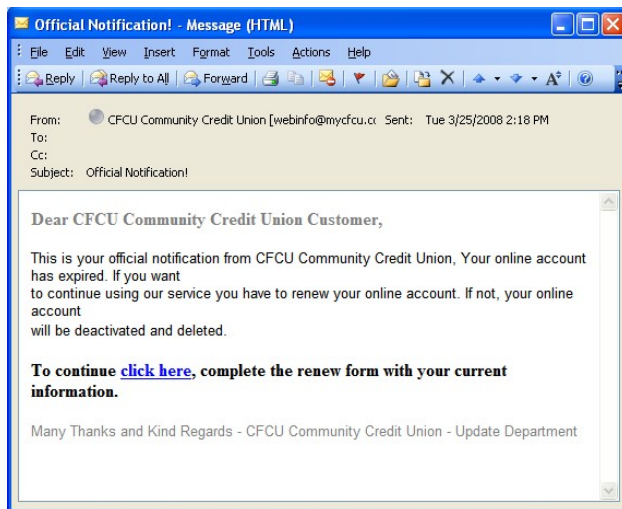 Official Notification! - Message (HTML)
File Edit View Insert Format Tools Actions Help
Reply Reply to All Forward
From: CFCU Community Credit Union [webinfo@mycfcu.cc Sent: Tue 3/25/2008 2:18 PM
To:
Cc:
Subject: Official Notification!
Dear CFCU Community Credit Union Customer,
This is your official notification from CFCU Community Credit Union, Your online account
has expired. If you want
to continue using our service you have to renew your online account. If not, your online
account
will be deactivated and deleted.
To continue click here, complete the renew form with your current
information.
Many Thanks and Kind Regards - CFCU Community Credit Union - Update Department